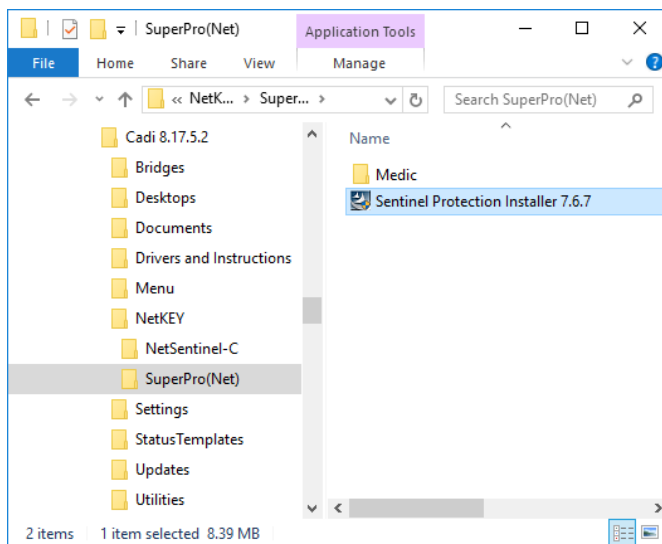 SuperPro(Net)
Application Tools
File
Home
Share
View
Manage
?
« NetK... > Super... >
Search SuperPro(Net)
Cadi 8.17.5.2
Bridges
Desktops
Documents
Drivers and Instructions
Menu
NetKEY
NetSentinel-C
SuperPro(Net)
Settings
StatusTemplates
Updates
Utilities
Name
Medic
Sentinel Protection Installer 7.6.7
2 items
1 item selected 8.39 MB